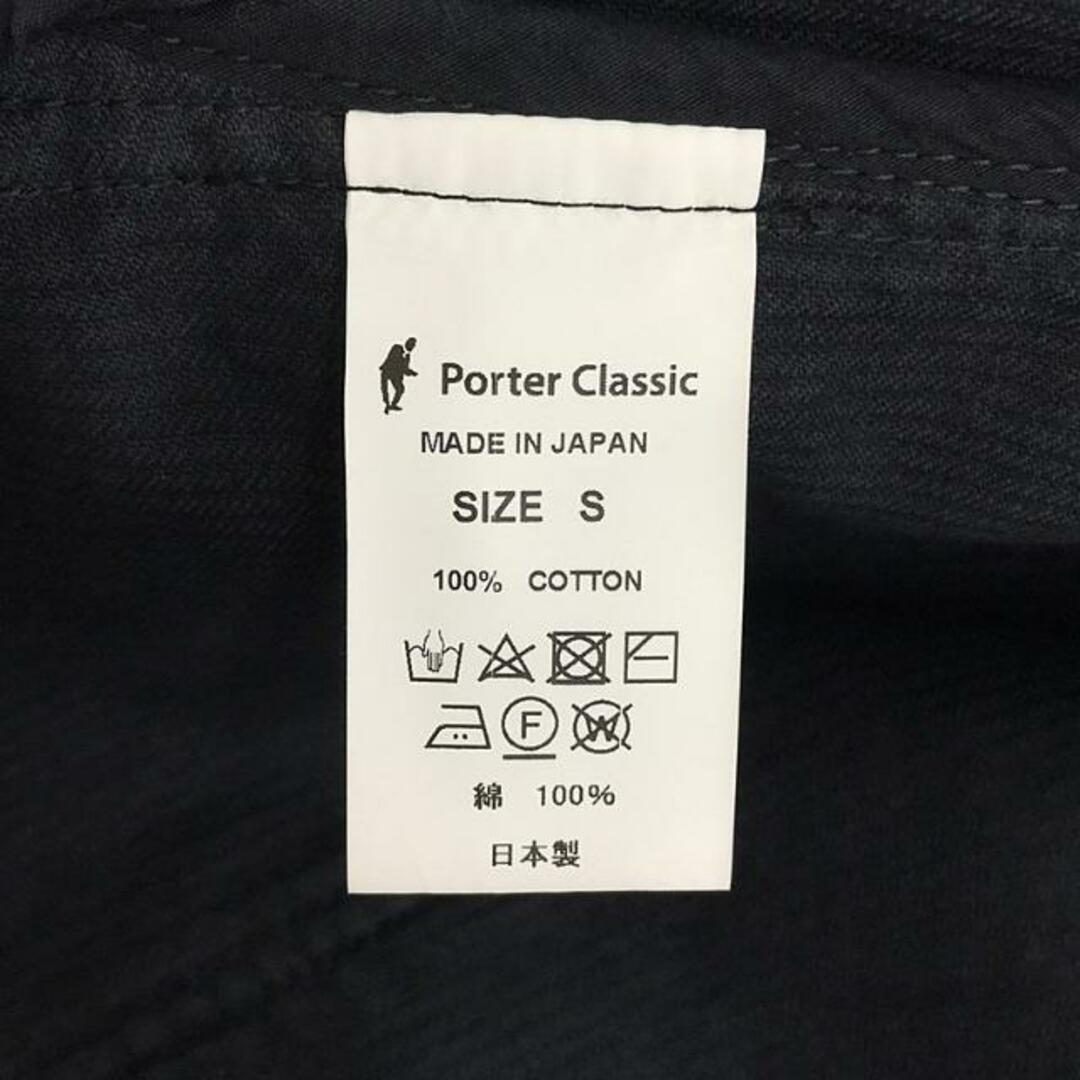 Porter Classic
MADE IN JAPAN
SIZE S
100% COTTON
F W
綿 100%
日本製